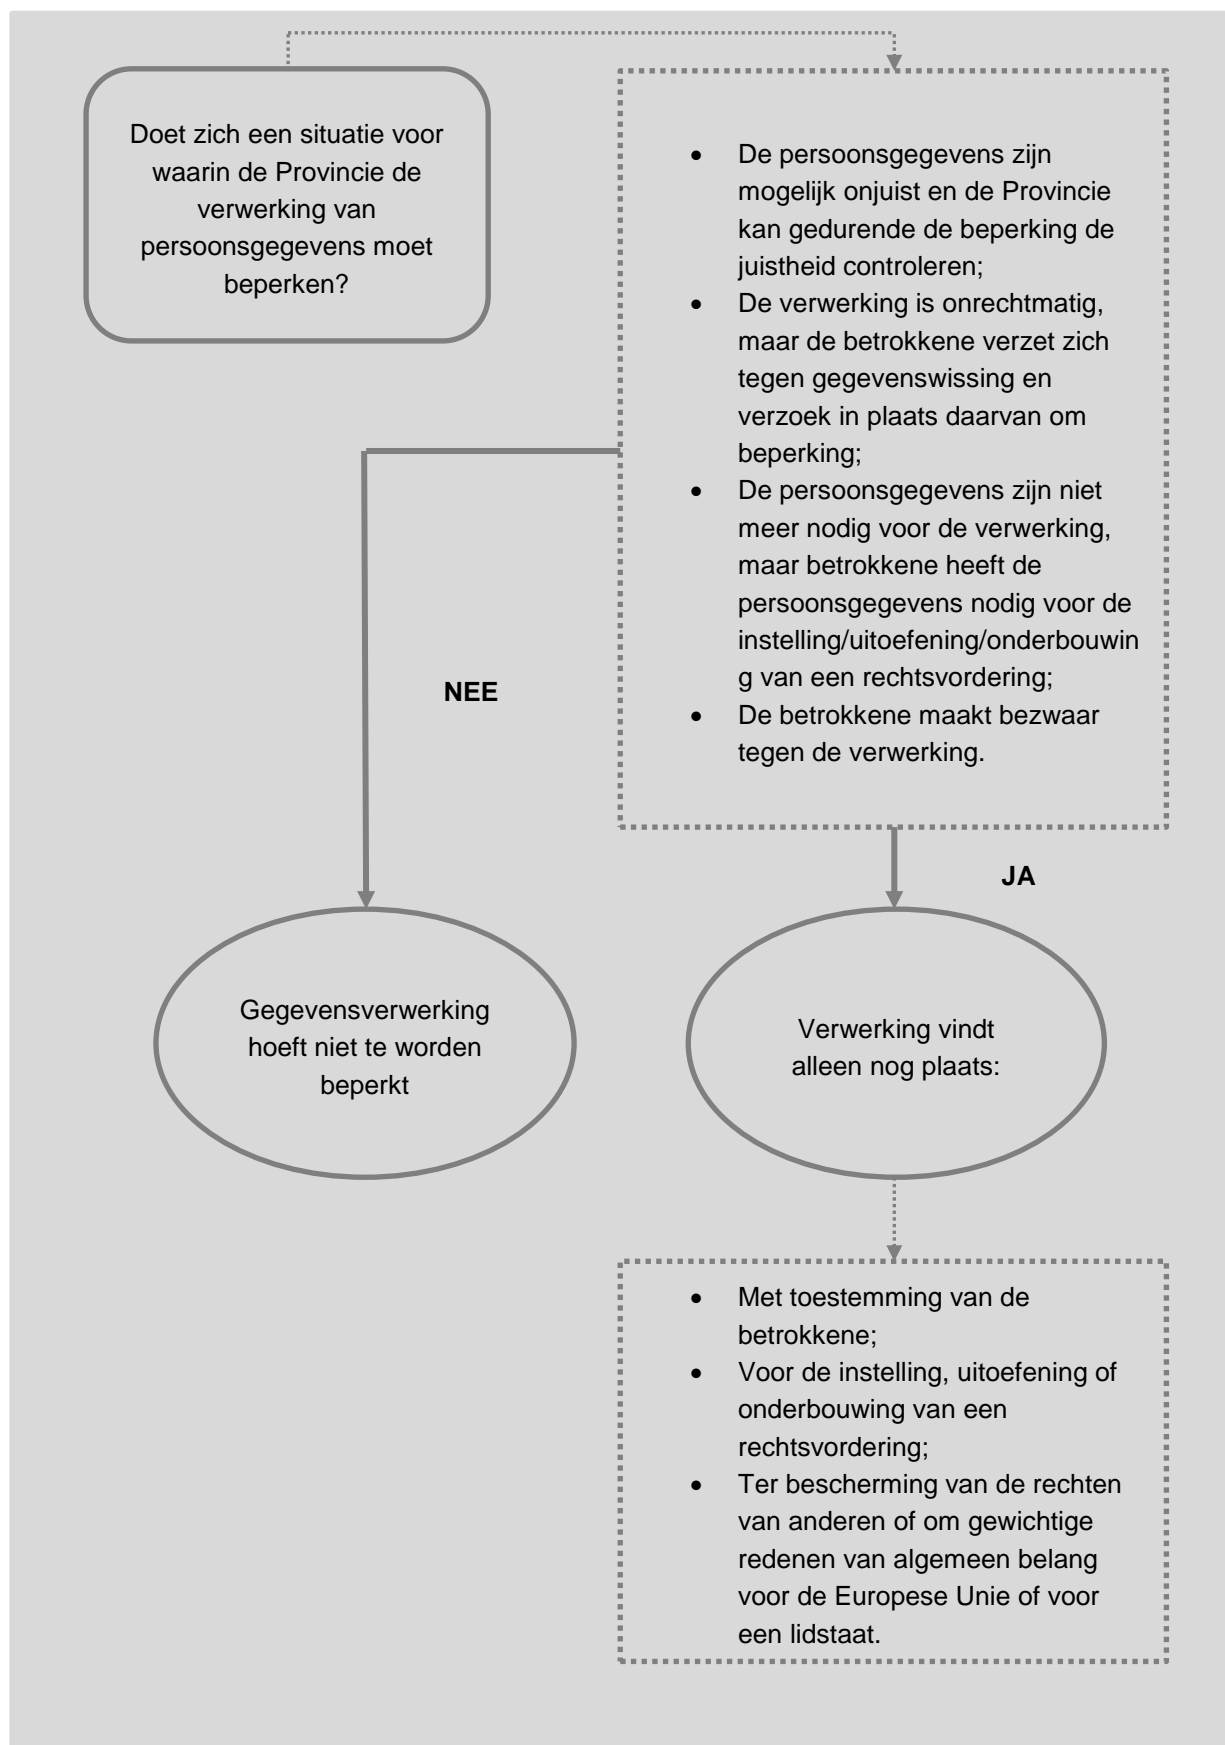 Doet zich een situatie voor
waarin de Provincie de
verwerking van
persoonsgegevens moet
beperken?
• De persoonsgegevens zijn
mogelijk onjuist en de Provincie
kan gedurende de beperking de
juistheid controleren;
• De verwerking is onrechtmatig,
maar de betrokkene verzet zich
tegen gegevenswissing en
verzoek in plaats daarvan om
beperking;
• De persoonsgegevens zijn niet
meer nodig voor de verwerking,
maar betrokkene heeft de
persoonsgegevens nodig voor de
instelling/uitoefening/onderbouwin
g van een rechtsvordering;
• De betrokkene maakt bezwaar
tegen de verwerking.
NEE
JA
Gegevensverwerking
hoeft niet te worden
beperkt
Verwerking vindt
alleen nog plaats:
• Met toestemming van de
betrokkene;
• Voor de instelling, uitoefening of
onderbouwing van een
rechtsvordering;
• Ter bescherming van de rechten
van anderen of om gewichtige
redenen van algemeen belang
voor de Europese Unie of voor
een lidstaat.